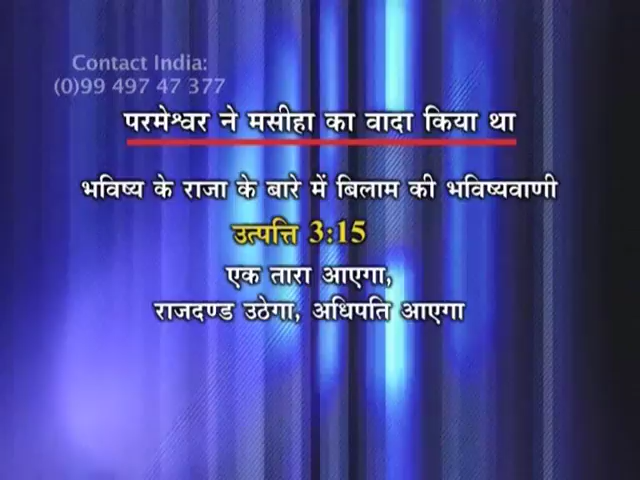 Contact India:
(0)99 497 47 377
परमेश्वर ने मसीहा का वादा किया था
भविष्य के राजा के बारे में बिलाम की भविष्यवाणी
उत्पत्ति 3:15
एक तारा आएगा,
राजदण्ड उठेगा, अधिपति आएगा